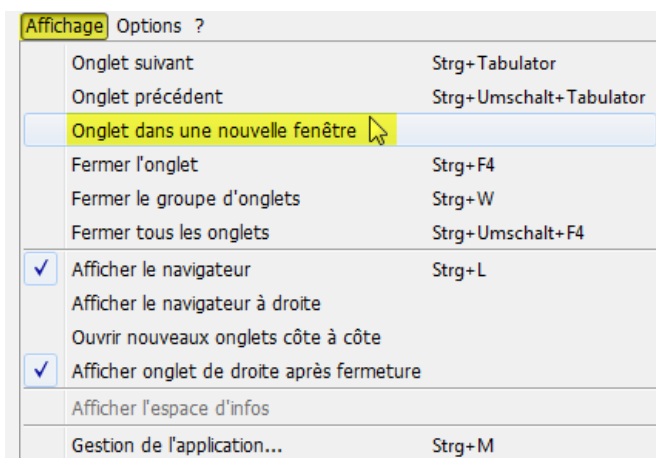 Affichage Options ?
Onglet suivant Strg+Tabulator
Onglet précédent Strg+Umschalt+Tabulator
Onglet dans une nouvelle fenêtre
Fermer l'onglet Strg+F4
Fermer le groupe d'onglets Strg+W
Fermer tous les onglets Strg+Umschalt+F4
Afficher le navigateur Strg+L
Afficher le navigateur à droite
Ouvrir nouveaux onglets côte à côte
Afficher onglet de droite après fermeture
Afficher l'espace d'infos
Gestion de l'application... Strg+M